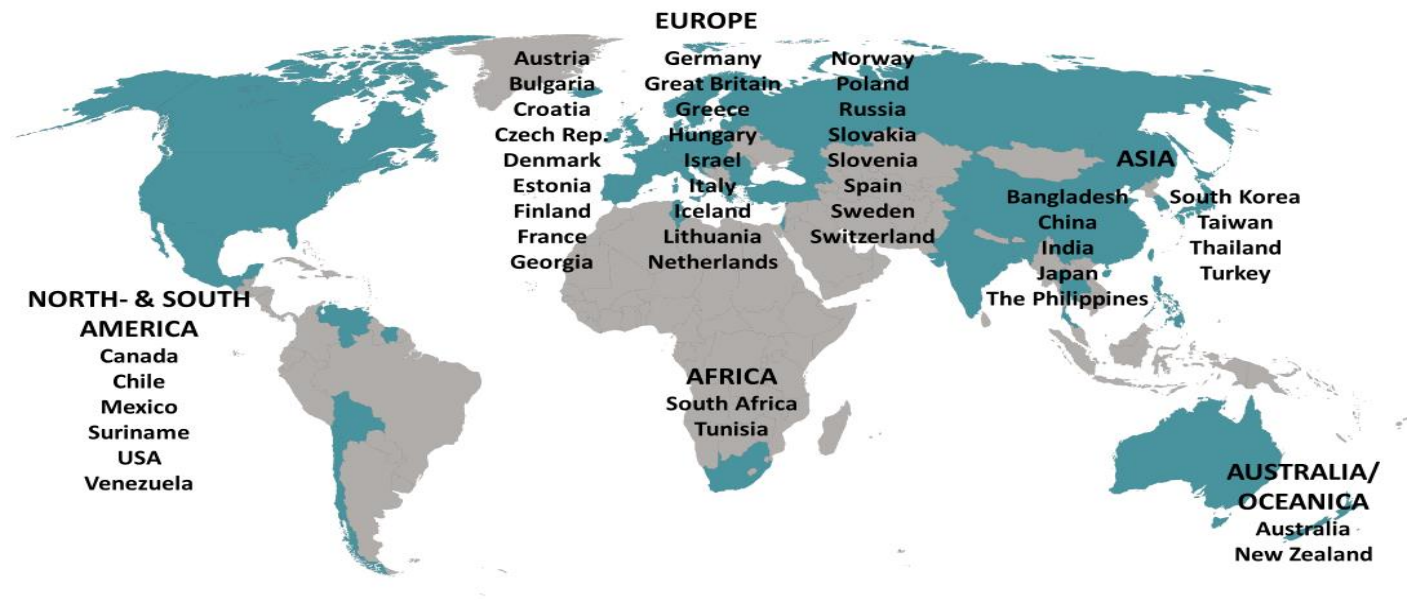 EUROPE
Austria
Bulgaria
Croatia
Czech Rep.
Denmark
Estonia
Finland
France
Georgia
Germany
Great Britain
Greece
Hungary
Israel
Italy
Iceland
Lithuania
Netherlands
Norway
Poland
Russia
Slovakia
Slovenia
Spain
Sweden
Switzerland
ASIA
Bangladesh
China
India
Japan
The Philippines
South Korea
Taiwan
Thailand
Turkey
NORTH- & SOUTH
AMERICA
Canada
Chile
Mexico
Suriname
USA
Venezuela
AFRICA
South Africa
Tunisia
AUSTRALIA/
OCEANICA
Australia
New Zealand